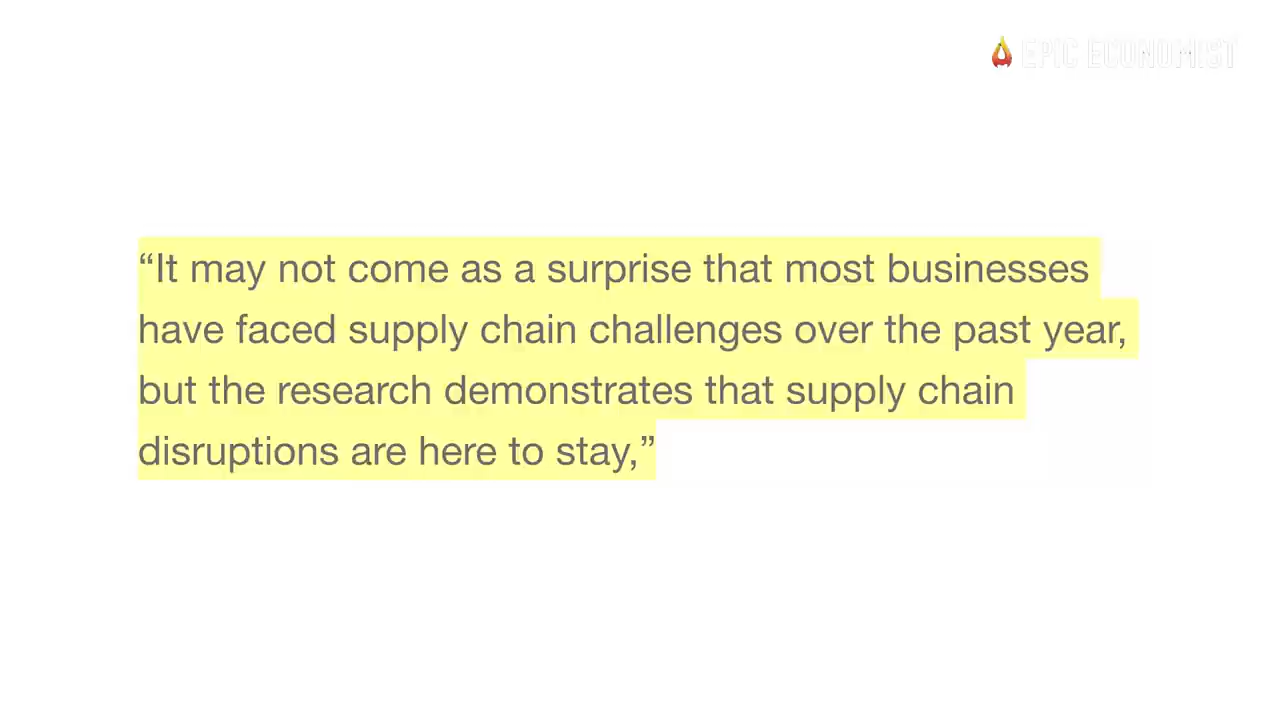 EPIC ECONOMIST
“It may not come as a surprise that most businesses
have faced supply chain challenges over the past year,
but the research demonstrates that supply chain
disruptions are here to stay,”